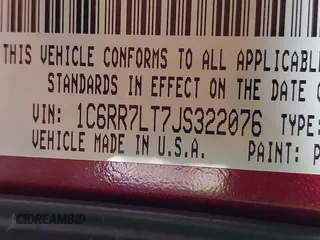 THIS VEHICLE CONFORMS TO ALL APPLICABLE
STANDARDS IN EFFECT ON THE DATE O
VIN: 1C6RR7LT7JS322076 TYPE:
VEHICLE MADE IN U.S.A. PAINT: P
DREAMBID